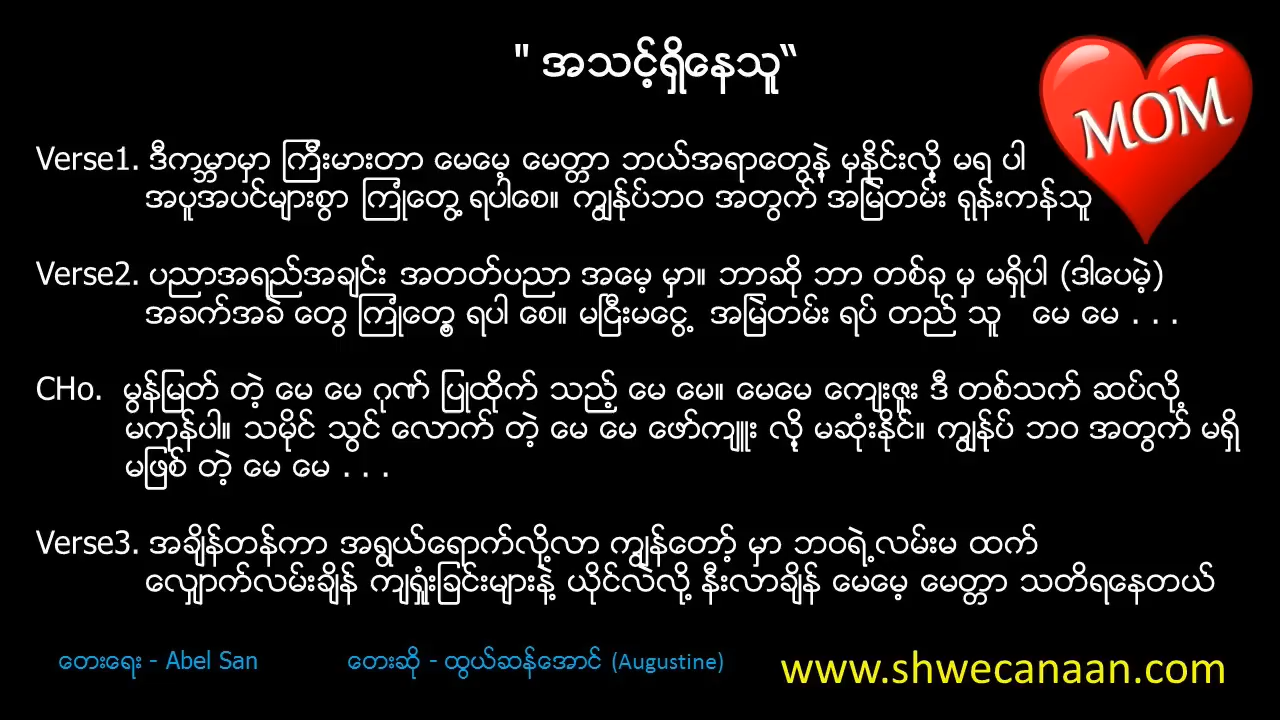 " အသင့်ရှိနေသူ“
MOM
Verse1. ဒီကမ္ဘာမှာ ကြီးမားတာ မေမေ့ မေတ္တာ ဘယ်အရာတွေနဲ့ မှနိုင်းလို့ မရ ပါ
အပူအပင်များစွာ ကြုံတွေ့ ရပါစေ။ ကျွန်ုပ်ဘဝ အတွက် အမြဲတမ်း ရုန်းကန်သူ
Verse2. ပညာအရည်အချင်း အတတ်ပညာ အမေ့ မှာ။ ဘာဆို ဘာ တစ်ခု မှ မရှိပါ (ဒါပေမဲ့)
အခက်အခဲ တွေ ကြုံတွေ့ ရပါ စေ။ မငြီးမငွေ့ အမြဲတမ်း ရပ် တည် သူ မေ မေ . . .
CHo. မွန်မြတ် တဲ့ မေ မေ ဂုဏ် ပြုထိုက် သည့် မေ မေ။ မေမေ ကျေးဇူး ဒီ တစ်သက် ဆပ်လို့
မကုန်ပါ။ သမိုင် သွင် လောက် တဲ့ မေ မေ ဖော်ကျူး လို့ မဆုံးနိုင်။ ကျွန်ုပ် ဘဝ အတွက် မရှိ
မဖြစ် တဲ့ မေ မေ . . .
Verse3. အချိန်တန်ကာ အရွယ်ရောက်လို့လာ ကျွန်တော့် မှာ ဘဝရဲ့လမ်းမ ထက်
လျှောက်လမ်းချိန် ကျရှုံးခြင်းများနဲ့ ယိုင်လဲလို့ နီးလာချိန် မေမေ့ မေတ္တာ သတိရနေတယ်
တေးရေး - Abel San တေးဆို - ထွယ်ဆန်အောင် (Augustine)
www.shwecanaan.com